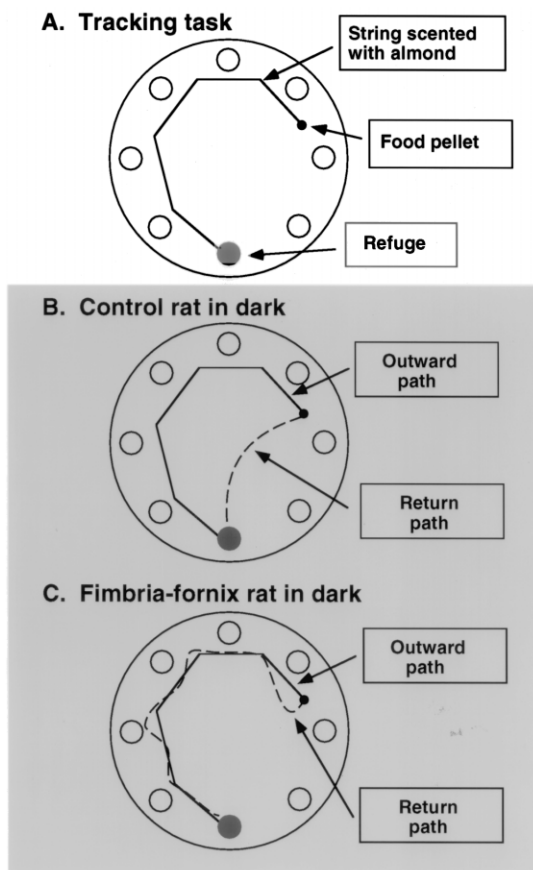 A. Tracking task
String scented
with almond
Food pellet
Refuge
B. Control rat in dark
Outward
path
Return
path
C. Fimbria-fornix rat in dark
Outward
path
Return
path